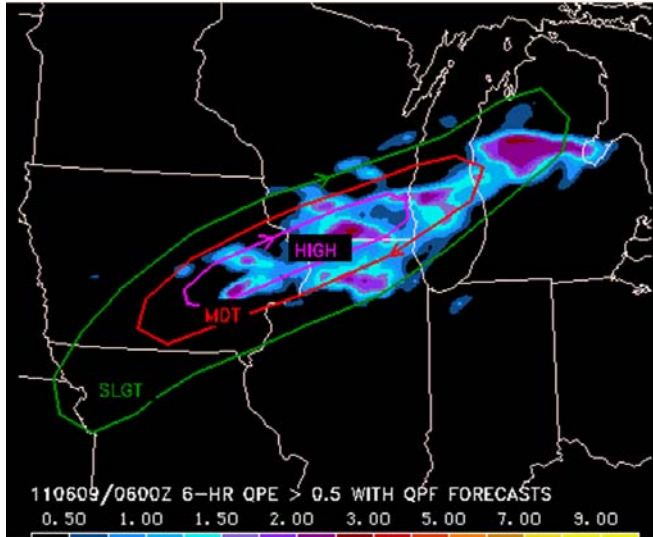 HIGH
MDT
SLGT
110609/0600Z 6-HR QPE > 0.5 WITH QPF FORECASTS
0.50 1.00 1.50 2.00 3.00 5.00 7.00 9.00